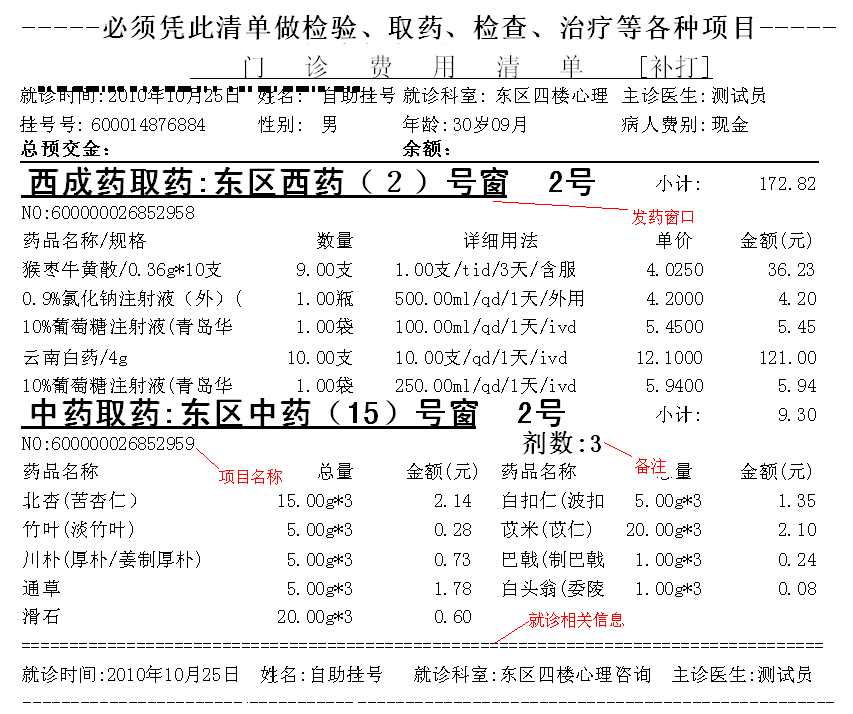 -----必须凭此清单做检验、取药、检查、治疗等各种项目-----
门 诊 费 用 清 单 [补打]
就诊时间:2010年10月25日 姓名: 自助挂号 就诊科室: 东区四楼心理 主诊医生: 测试员
挂号号: 600014876884 性别: 男 年龄:30岁09月 病人费别:现金
总预交金: 余额:
西成药取药:东区西药（2）号窗 2号 小计: 172.82
发药窗口
NO:600000026852958
药品名称/规格 数量 详细用法 单价 金额(元)
猴枣牛黄散/0.36g*10支 9.00支 1.00支/tid/3天/含服 4.0250 36.23
0.9%氯化钠注射液（外）( 1.00瓶 500.00ml/qd/1天/外用 4.2000 4.20
10%葡萄糖注射液(青岛华 1.00袋 100.00ml/qd/1天/ivd 5.4500 5.45
云南白药/4g 10.00支 10.00支/qd/1天/ivd 12.1000 121.00
10%葡萄糖注射液(青岛华 1.00袋 250.00ml/qd/1天/ivd 5.9400 5.94
中药取药:东区中药（15）号窗 2号 小计: 9.30
NO:600000026852959 剂数:3
项目名称 备注
药品名称 总量 金额(元) 药品名称 量 金额(元)
北杏(苦杏仁） 15.00g*3 2.14 白扣仁(波扣 5.00g*3 1.35
竹叶(淡竹叶) 5.00g*3 0.28 苡米(苡仁) 20.00g*3 2.10
川朴(厚朴/姜制厚朴) 5.00g*3 0.73 巴戟(制巴戟 1.00g*3 0.24
通草 5.00g*3 1.78 白头翁(委陵 1.00g*3 0.08
滑石 20.00g*3 0.60
就诊相关信息
就诊时间:2010年10月25日 姓名:自助挂号 就诊科室:东区四楼心理咨询 主诊医生:测试员